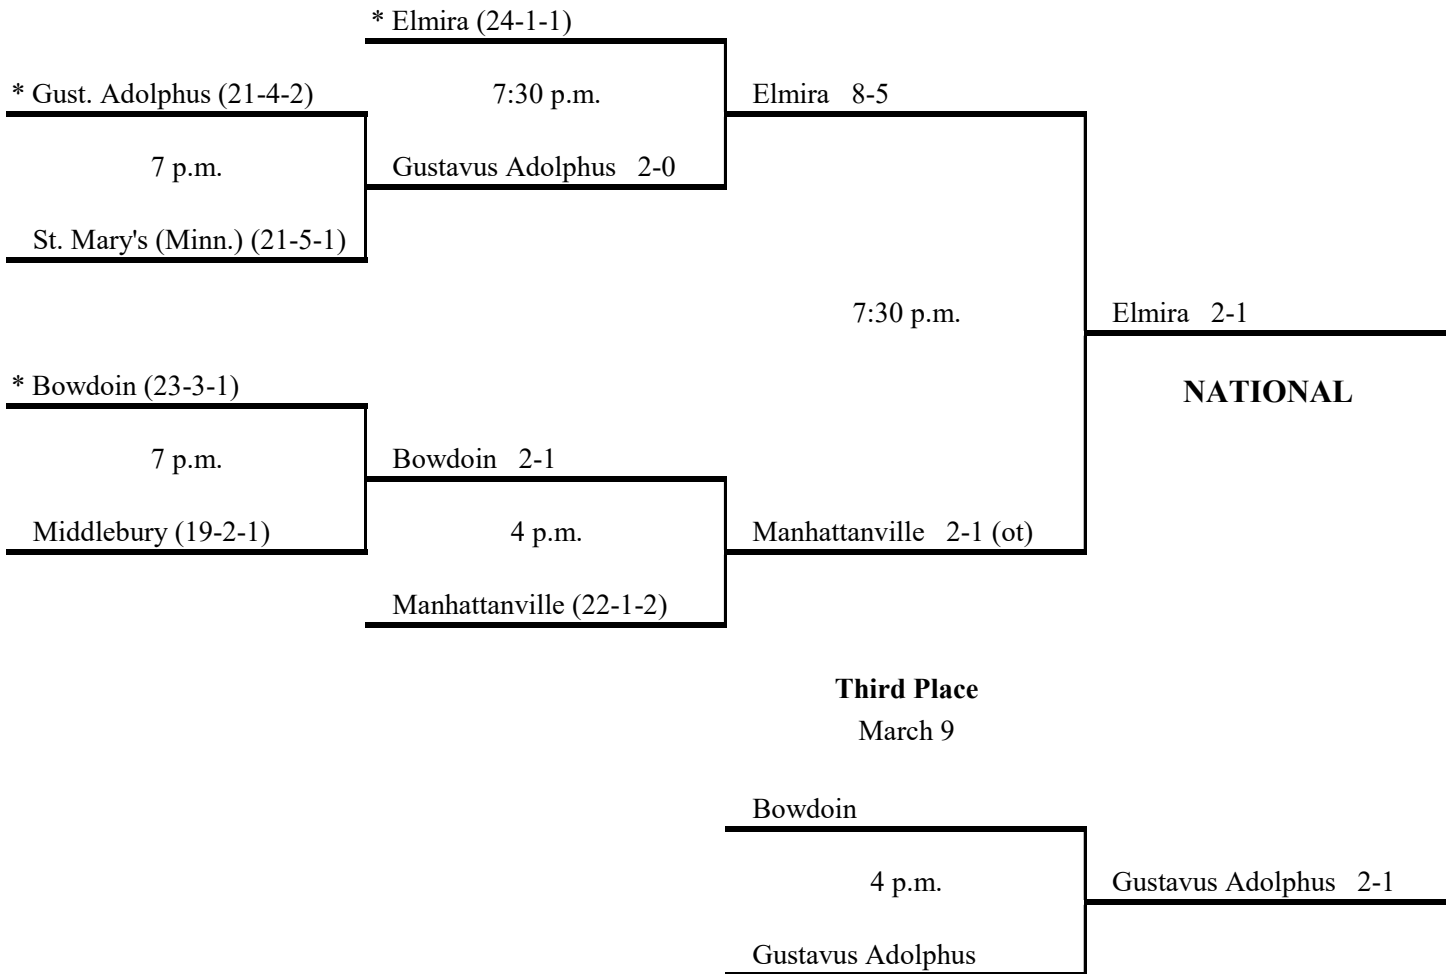 * Elmira (24-1-1)
* Gust. Adolphus (21-4-2)
7:30 p.m.
Elmira 8-5
7 p.m.
Gustavus Adolphus 2-0
St. Mary's (Minn.) (21-5-1)
7:30 p.m.
Elmira 2-1
* Bowdoin (23-3-1)
NATIONAL
7 p.m.
Bowdoin 2-1
Middlebury (19-2-1)
4 p.m.
Manhattanville 2-1 (ot)
Manhattanville (22-1-2)
Third Place
March 9
Bowdoin
4 p.m.
Gustavus Adolphus 2-1
Gustavus Adolphus